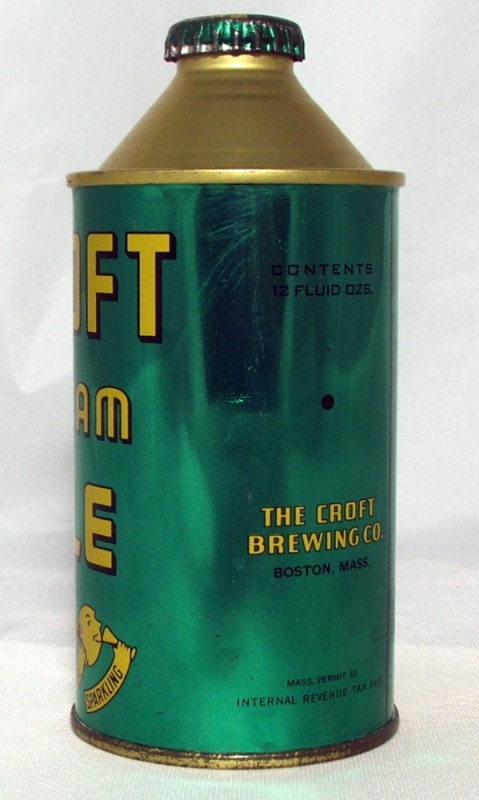 OFT
AM
LE
SPARKLING
CONTENTS
12 FLUID OZS.
THE CROFT
BREWING CO.
BOSTON, MASS.
MASS. PERMIT 10
INTERNAL REVENUE TAX